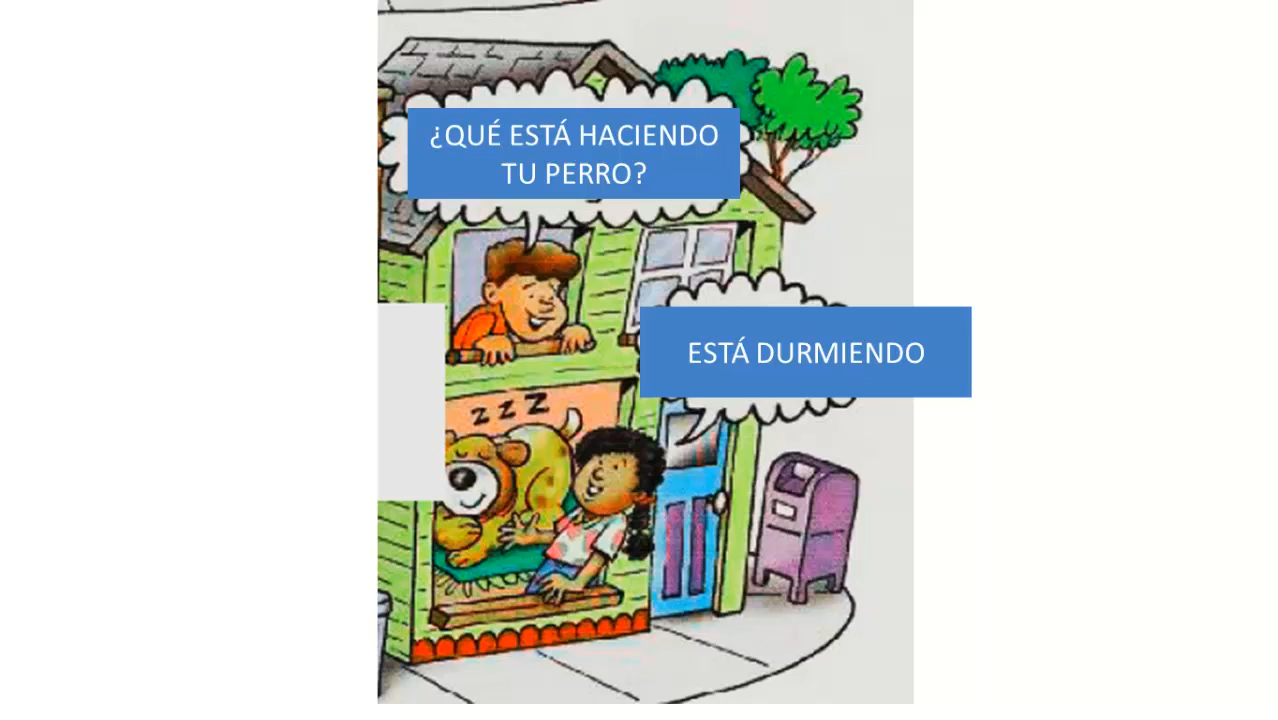 ¿QUÉ ESTÁ HACIENDO
TU PERRO?
ESTÁ DURMIENDO
Z Z Z